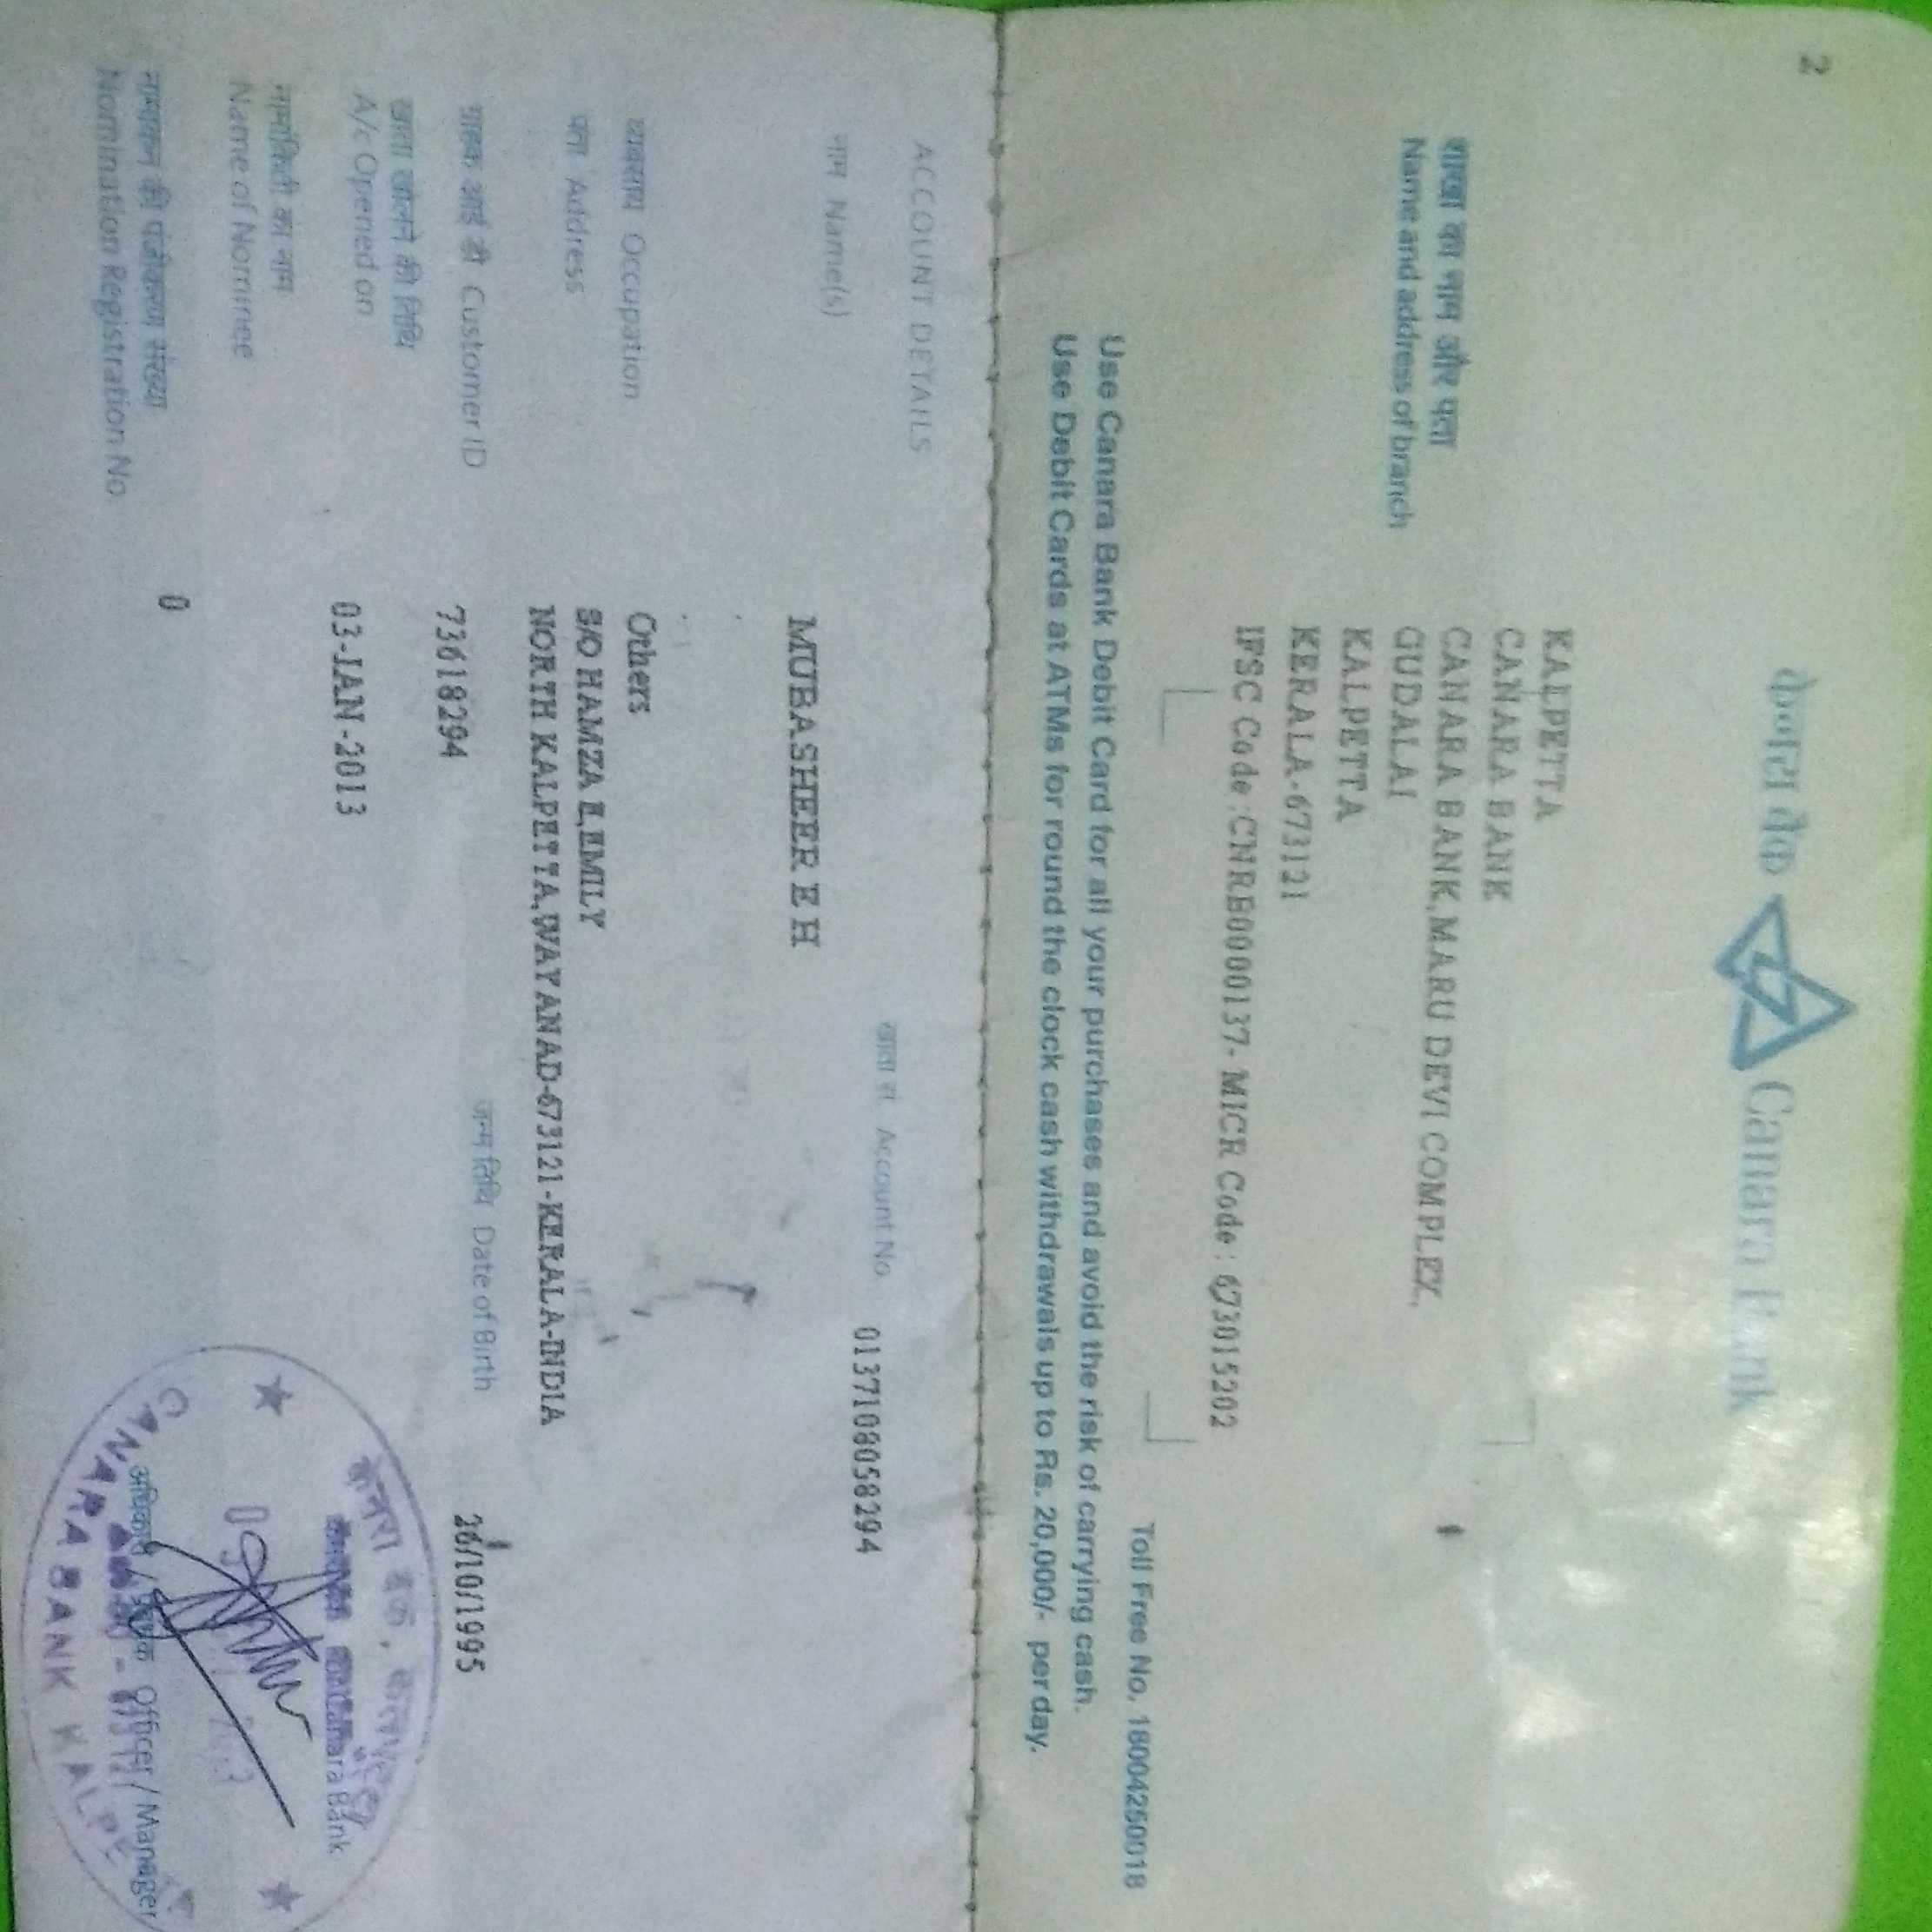 2
केनरा बैंक Canara Bank
शाखा का नाम और पता
Name and address of branch
KALPETTA
CANARA BANK
CANARA BANK,MARU DEVI COMPLEX,
GUDALAI
KALPETTA
KERALA-673121
IFSC Code :CNRB0000137- MICR Code : 673015202
Toll Free No. 18004250018
Use Canara Bank Debit Card for all your purchases and avoid the risk of carrying cash.
Use Debit Cards at ATMs for round the clock cash withdrawals up to Rs. 20,000/- per day.
ACCOUNT DETAILS
खाता सं. Account No. 0137108058294
नाम Name(s) MUBASHEER E H
व्यवसाय Occupation Others
पता Address S/O HAMZA E,EMILY
NORTH KALPETTA,WAYANAD-673121-KERALA-INDIA
ग्राहक आई डी Customer ID 73618294 जन्म तिथि Date of Birth 26/10/1995
खाता खोलने की तिथि
A/c Opened on 03-JAN-2013
नामांकिती का नाम
Name of Nominee
नामांकन की पंजीकरण संख्या 0
Nomination Registration No
केनरा बैंक,
Canara Bank
Officer / Manager
CANARA BANK KALPE